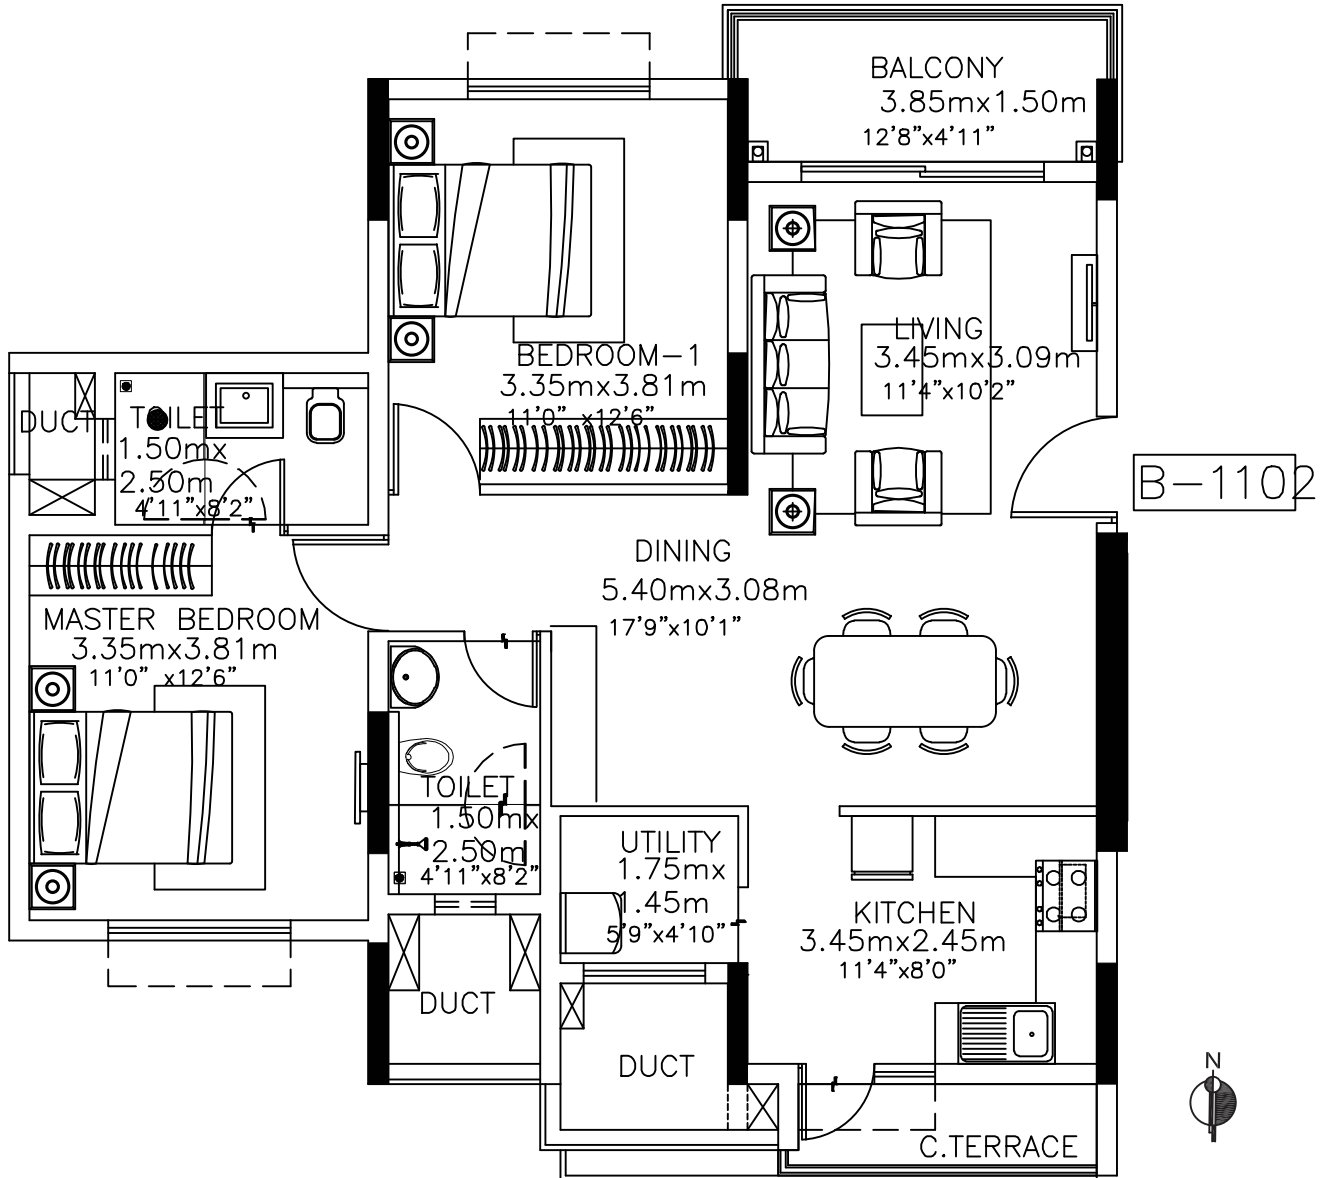 BALCONY
3.85mx1.50m
12'8"x4'11"
BEDROOM-1
3.35mx3.81m
11'0" x12'6"
LIVING
3.45mx3.09m
11'4"x10'2"
DUCT
TOILET
1.50mx
2.50m
4'11"x8'2"
B-1102
DINING
5.40mx3.08m
17'9"x10'1"
MASTER BEDROOM
3.35mx3.81m
11'0" x12'6"
TOILET
1.50mx
2.50m
4'11"x8'2"
UTILITY
1.75mx
1.45m
5'9"x4'10"
KITCHEN
3.45mx2.45m
11'4"x8'0"
DUCT
DUCT
C.TERRACE
N